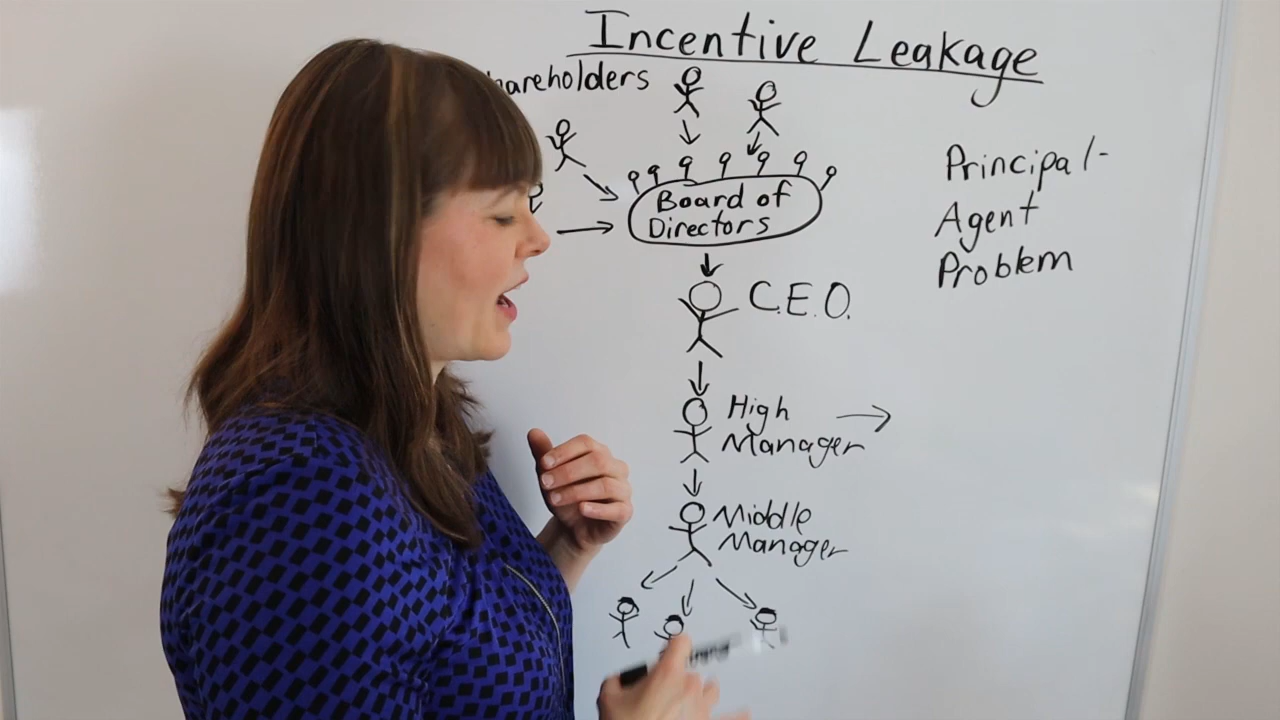 Incentive Leakage
hareholders
Board of
Directors
C.E.O.
High
Manager
Middle
Manager
Principal-
Agent
Problem